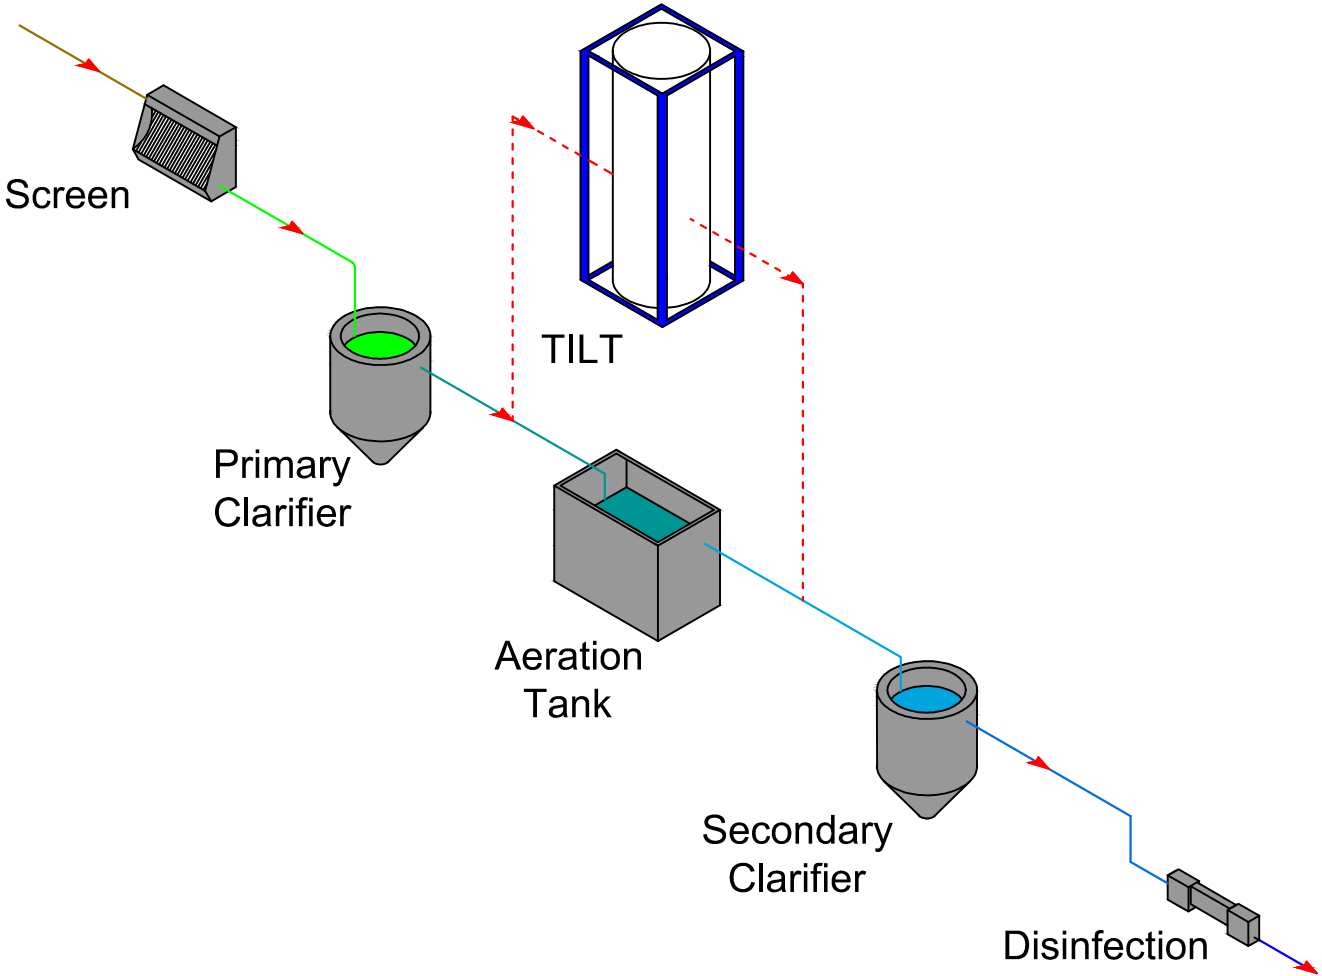 Screen
TILT
Primary
Clarifier
Aeration
Tank
Secondary
Clarifier
Disinfection